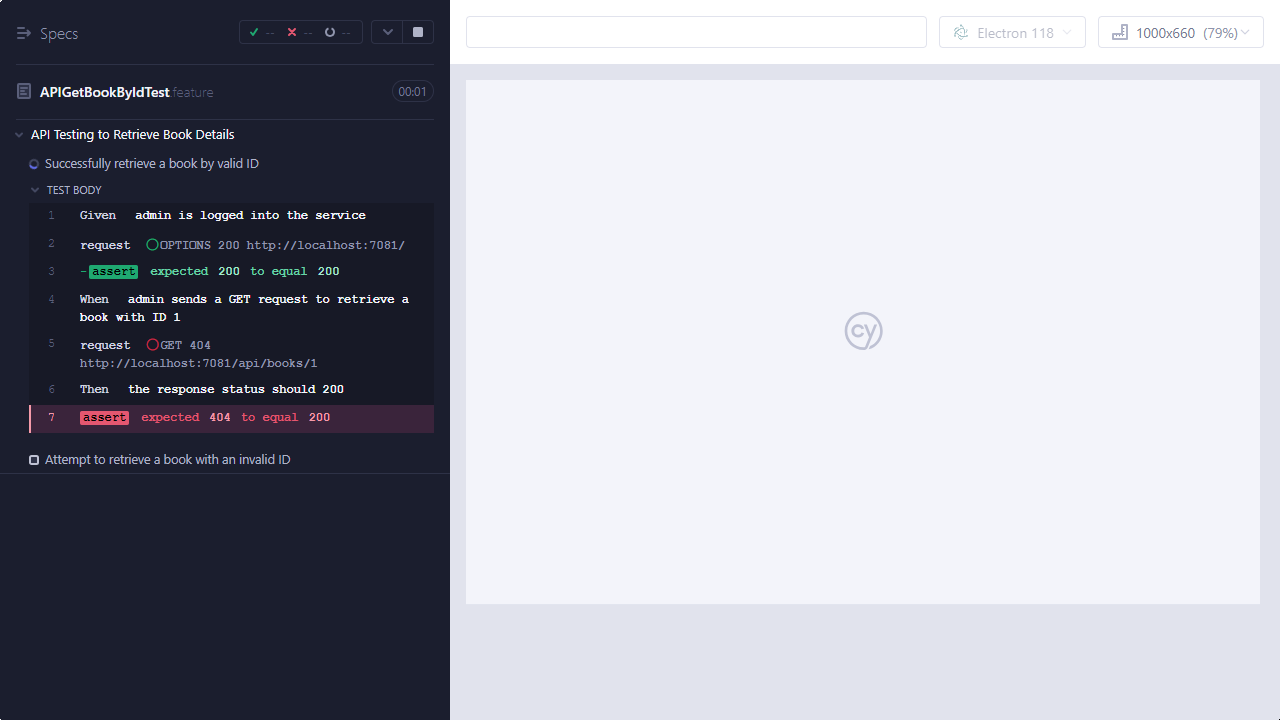 Specs
-- -- --
Electron 118
1000x660 (79%)
APIGetBookByIdTest feature
00:01
API Testing to Retrieve Book Details
Successfully retrieve a book by valid ID
TEST BODY
1 Given admin is logged into the service
2 request OPTIONS 200 http://localhost:7081/
3 -assert expected 200 to equal 200
4 When admin sends a GET request to retrieve a
book with ID 1
5 request GET 404
http://localhost:7081/api/books/1
6 Then the response status should 200
7 assert expected 404 to equal 200
Attempt to retrieve a book with an invalid ID
cy